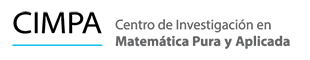 CIMPA
Centro de Investigación en
Matemática Pura y Aplicada